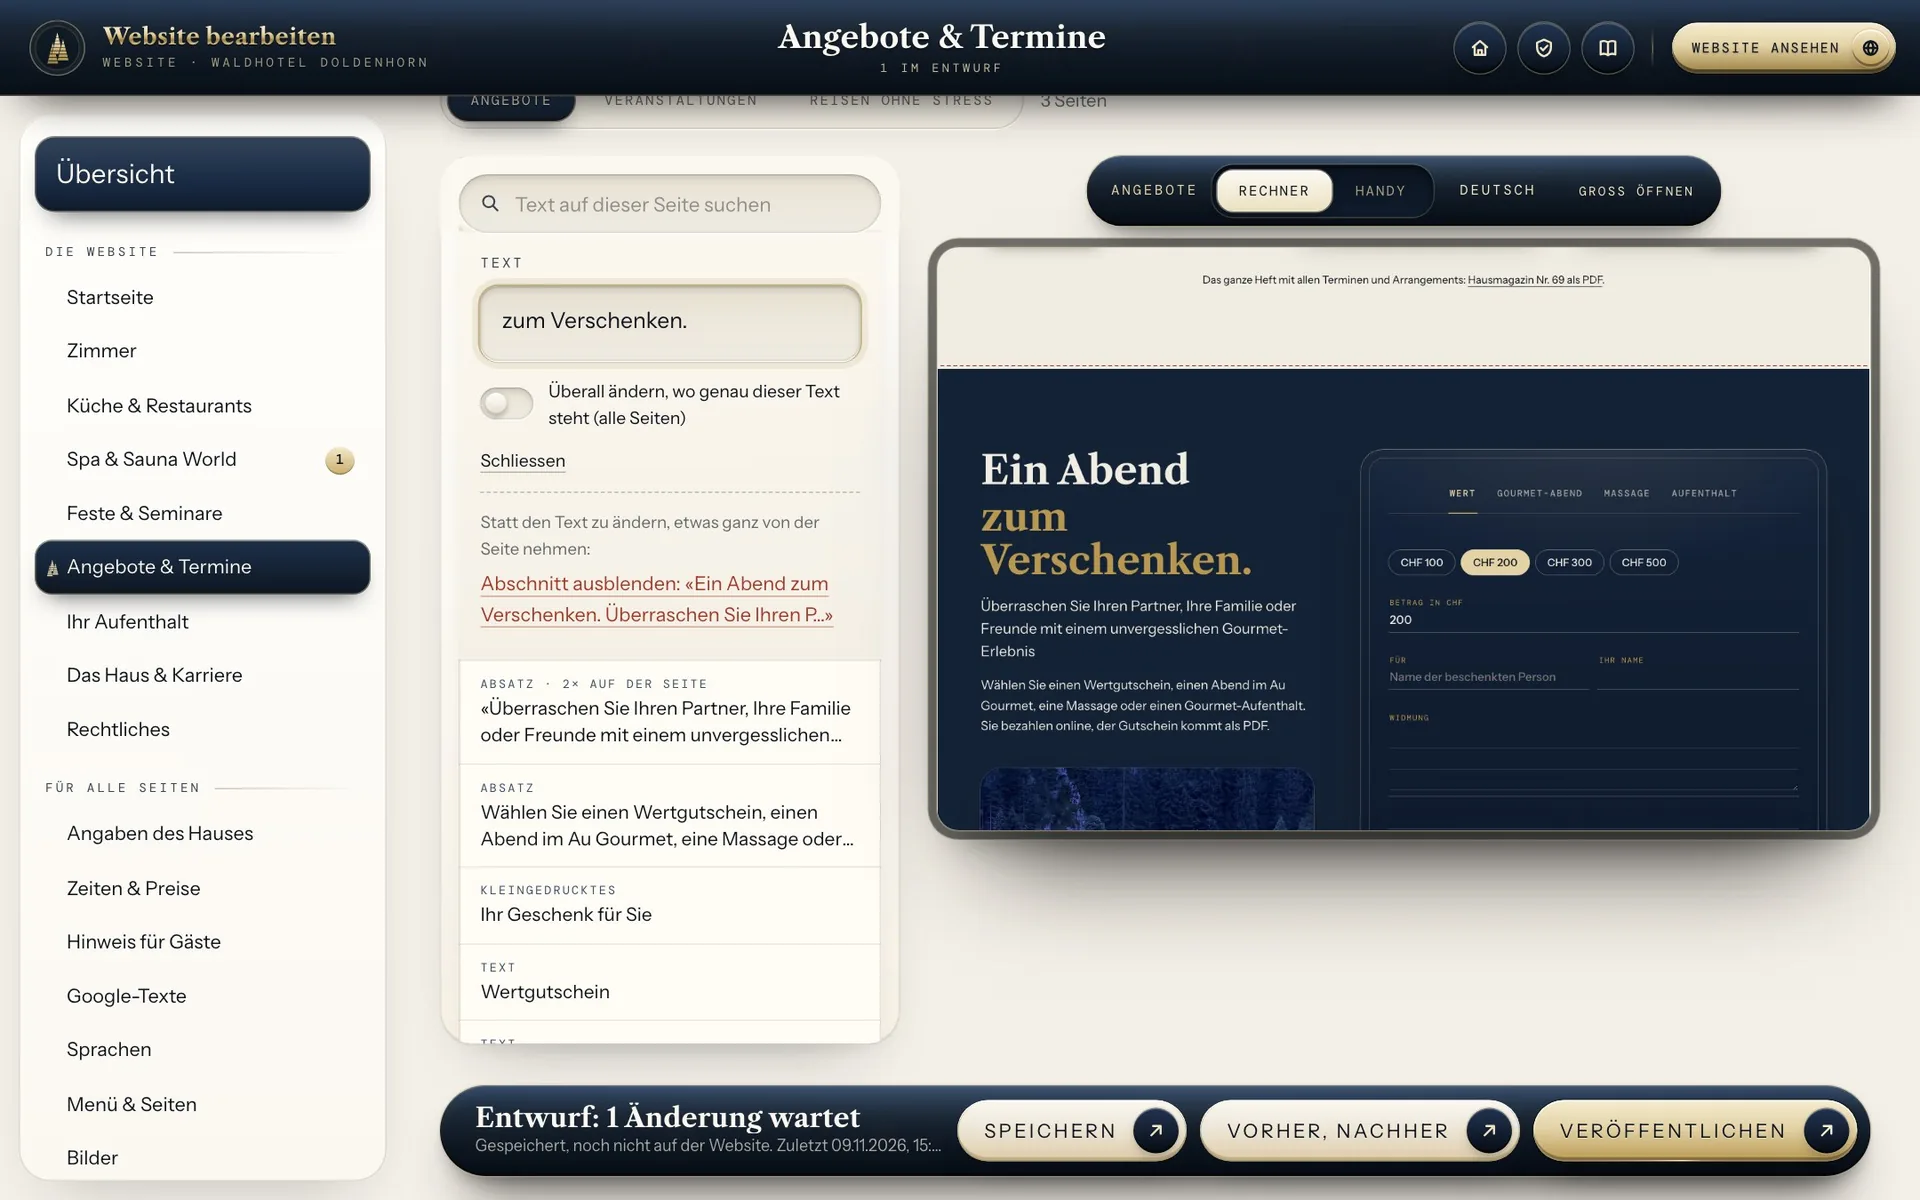 Website bearbeiten
WEBSITE · WALDHOTEL DOLDENHORN
Angebote & Termine
1 IM ENTWURF
WEBSITE ANSEHEN
Übersicht
DIE WEBSITE
Startseite
Zimmer
Küche & Restaurants
Spa & Sauna World
1
Feste & Seminare
Angebote & Termine
Ihr Aufenthalt
Das Haus & Karriere
Rechtliches
FÜR ALLE SEITEN
Angaben des Hauses
Zeiten & Preise
Hinweis für Gäste
Google-Texte
Sprachen
Menü & Seiten
Bilder
ANGEBOTE
VERANSTALTUNGEN
REISEN OHNE STRESS
3 Seiten
Text auf dieser Seite suchen
TEXT
zum Verschenken.
Überall ändern, wo genau dieser Text
steht (alle Seiten)
Schliessen
Statt den Text zu ändern, etwas ganz von der
Seite nehmen:
Abschnitt ausblenden: «Ein Abend zum
Verschenken. Überraschen Sie Ihren P…»
ABSATZ · 2× AUF DER SEITE
«Überraschen Sie Ihren Partner, Ihre Familie
oder Freunde mit einem unvergesslichen…
ABSATZ
Wählen Sie einen Wertgutschein, einen
Abend im Au Gourmet, eine Massage oder…
KLEINGEDRUCKTES
Ihr Geschenk für Sie
TEXT
Wertgutschein
TEXT
ANGEBOTE
RECHNER
HANDY
DEUTSCH
GROSS ÖFFNEN
Das ganze Heft mit allen Terminen und Arrangements: Hausmagazin Nr. 69 als PDF.
Ein Abend
zum
Verschenken.
Überraschen Sie Ihren Partner, Ihre Familie oder
Freunde mit einem unvergesslichen Gourmet-
Erlebnis
Wählen Sie einen Wertgutschein, einen Abend im Au
Gourmet, eine Massage oder einen Gourmet-Aufenthalt.
Sie bezahlen online, der Gutschein kommt als PDF.
WERT
GOURMET-ABEND
MASSAGE
AUFENTHALT
CHF 100
CHF 200
CHF 300
CHF 500
BETRAG IN CHF
200
FÜR
Name der beschenkten Person
IHR NAME
WIDMUNG
Entwurf: 1 Änderung wartet
Gespeichert, noch nicht auf der Website. Zuletzt 09.11.2026, 15:…
SPEICHERN
VORHER, NACHHER
VERÖFFENTLICHEN